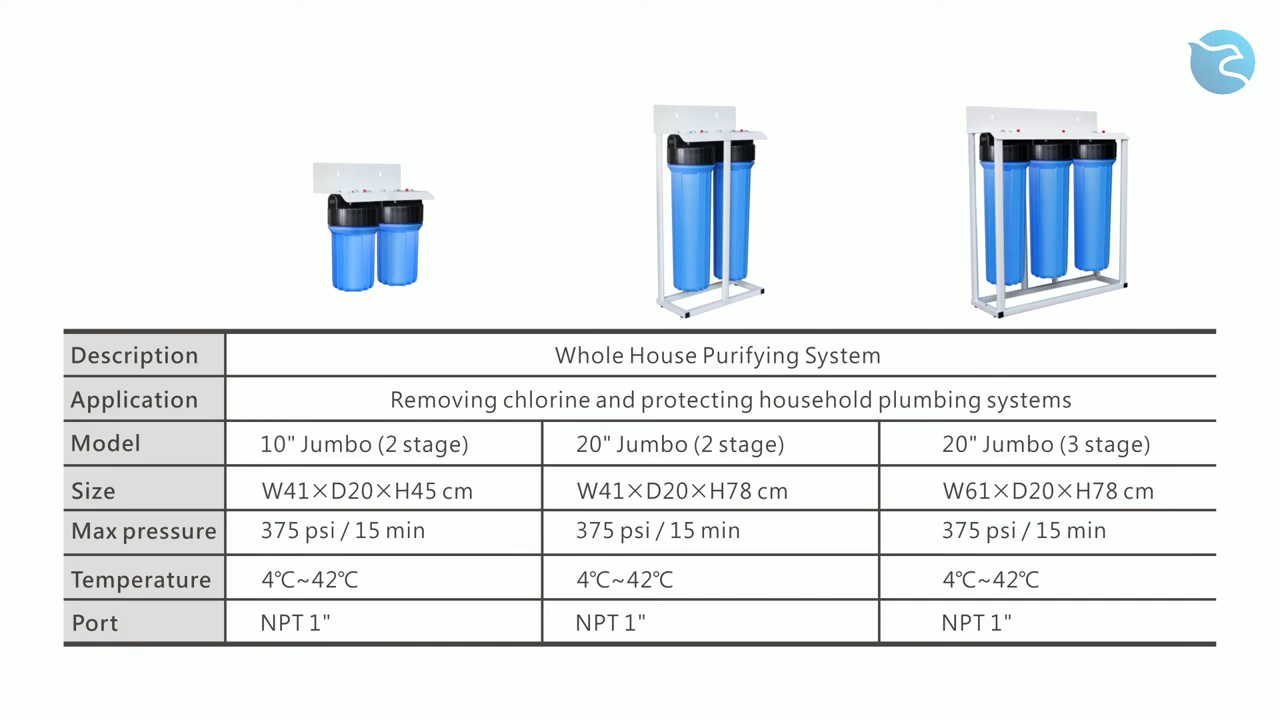 Description Whole House Purifying System
Application Removing chlorine and protecting household plumbing systems
Model 10" Jumbo (2 stage) 20" Jumbo (2 stage) 20" Jumbo (3 stage)
Size W41×D20×H45 cm W41×D20×H78 cm W61×D20×H78 cm
Max pressure 375 psi / 15 min 375 psi / 15 min 375 psi / 15 min
Temperature 4℃~42℃ 4℃~42℃ 4℃~42℃
Port NPT 1" NPT 1" NPT 1"